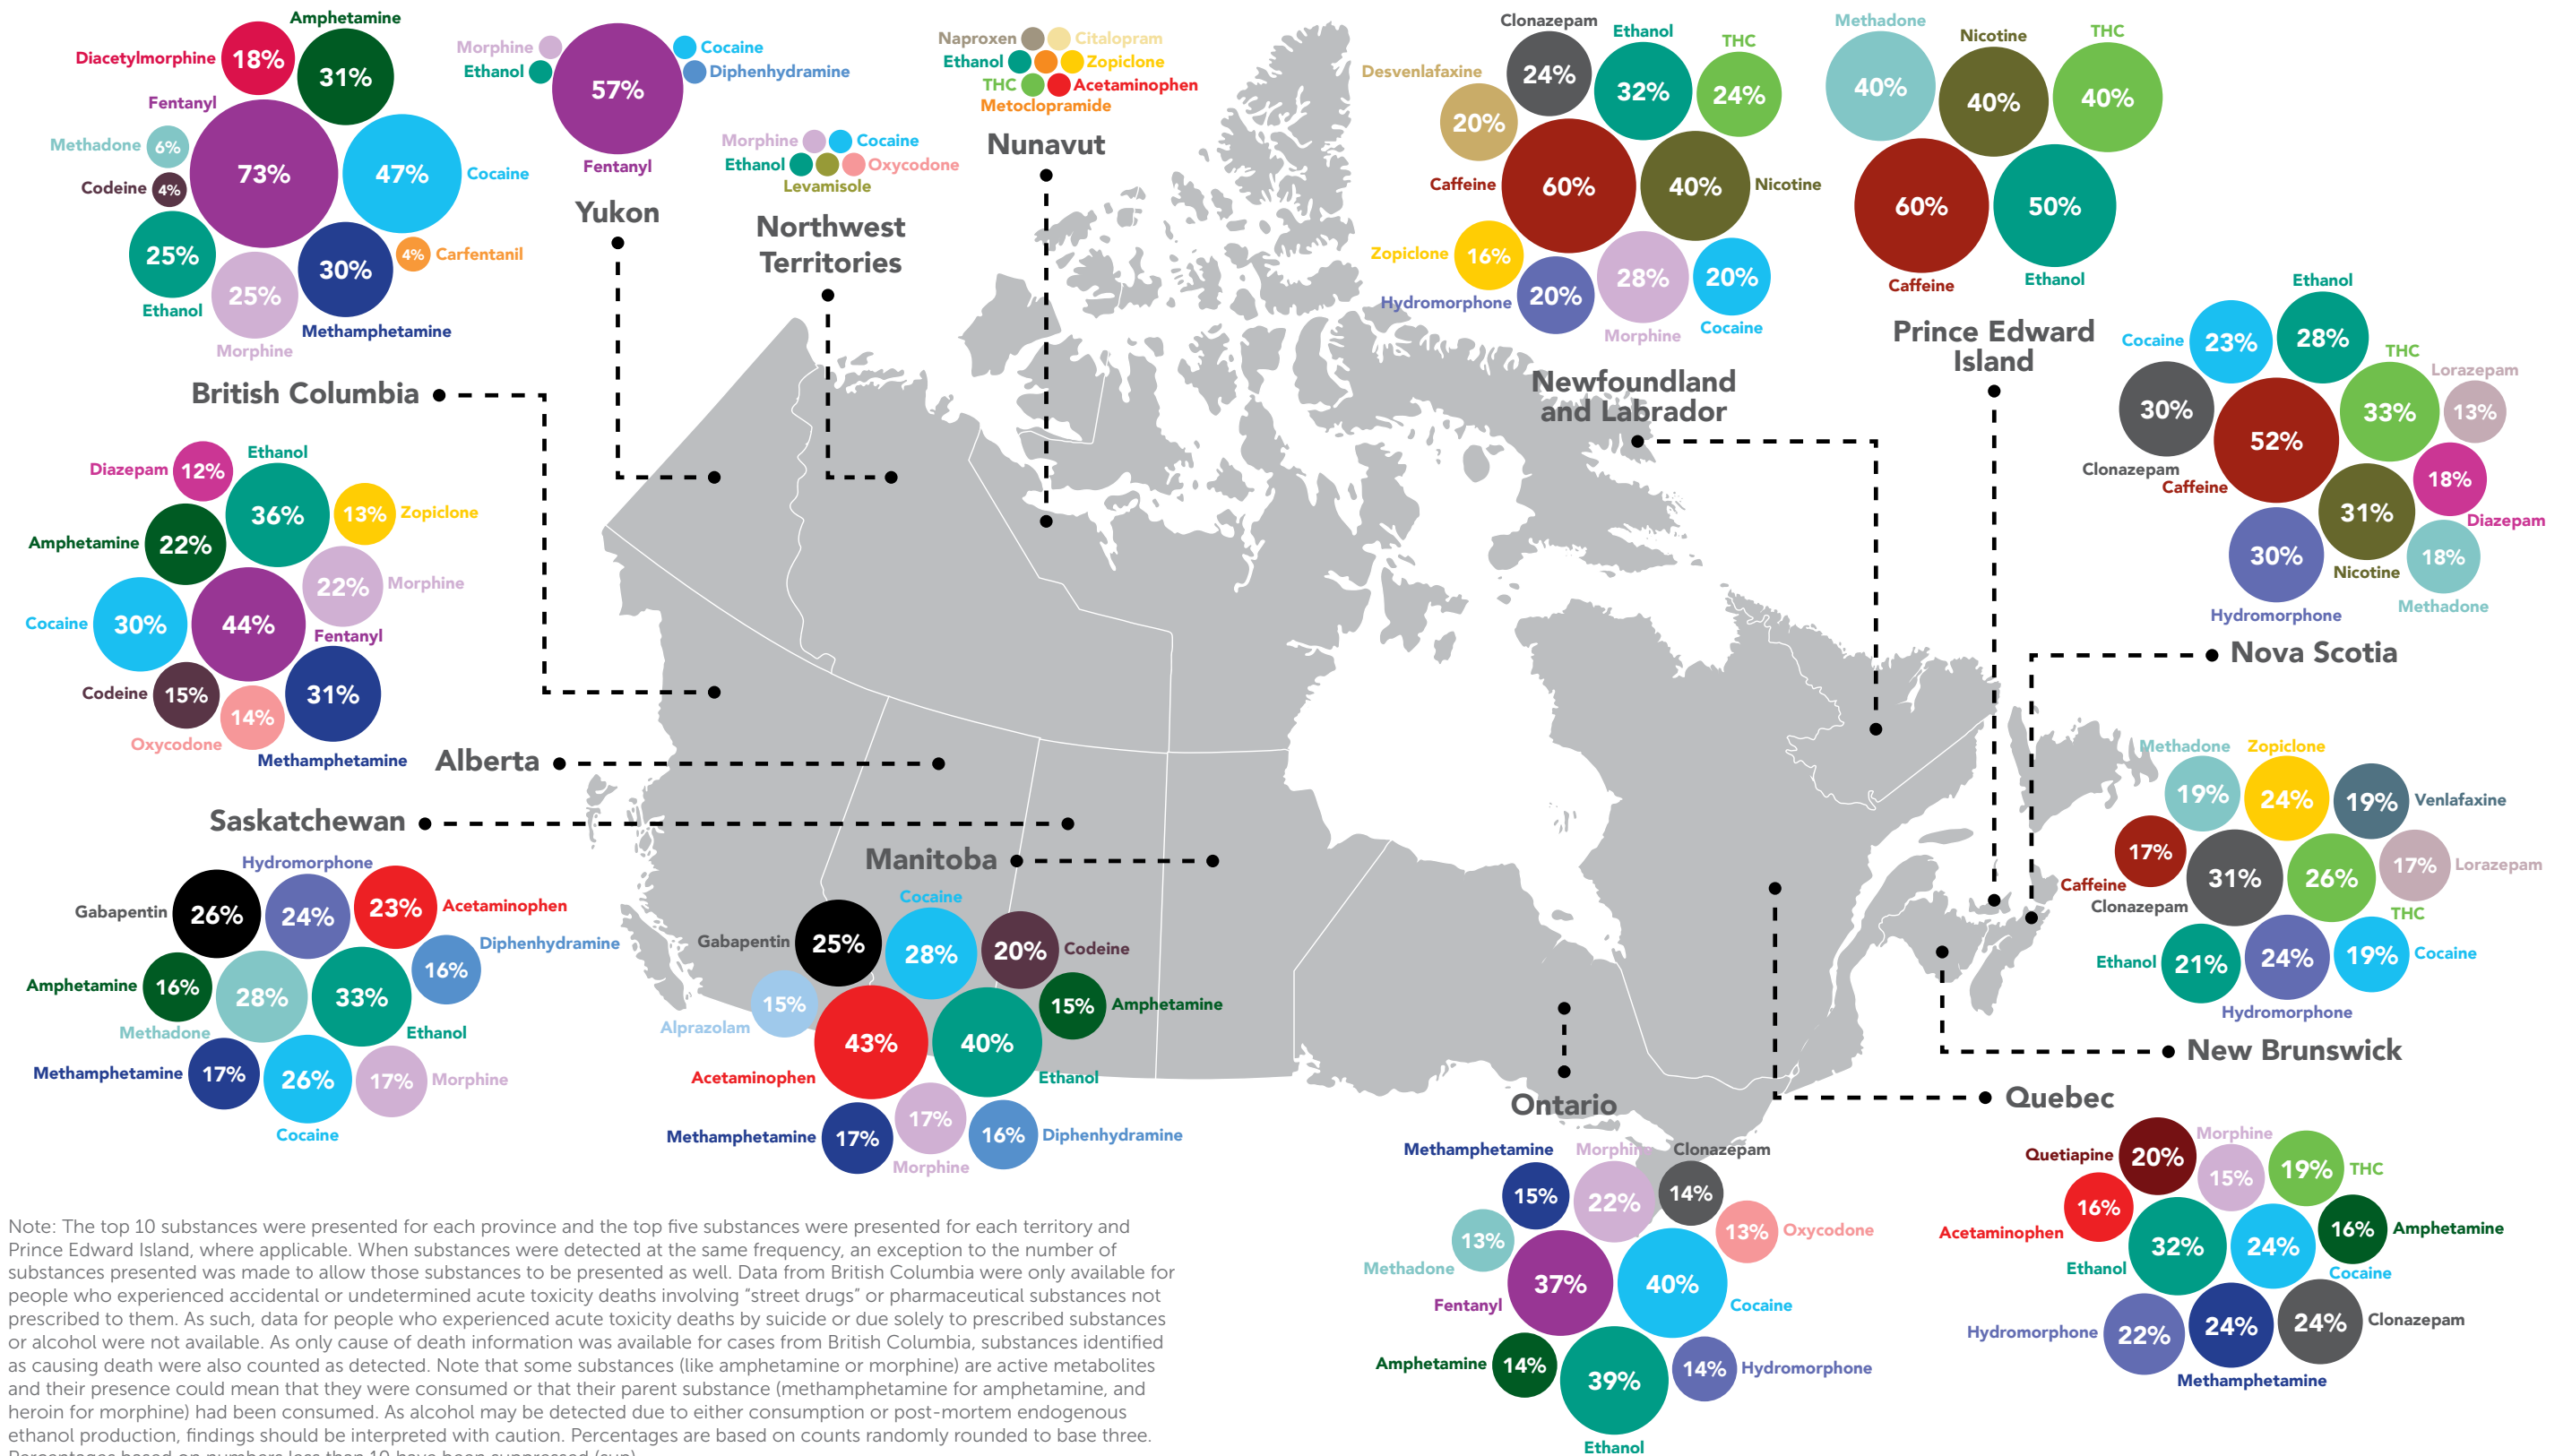 Amphetamine
Diacetylmorphine
18%
31%
Fentanyl
Methadone
6%
73%
47%
Cocaine
Codeine
4%
25%
30%
4%
Carfentanil
Ethanol
25%
Methamphetamine
Morphine
British Columbia
Morphine
Cocaine
Ethanol
Diphenhydramine
57%
Fentanyl
Yukon
Morphine
Cocaine
Ethanol
Oxycodone
Levamisole
Northwest
Territories
Naproxen
Citalopram
Ethanol
Zopiclone
THC
Acetaminophen
Metoclopramide
Nunavut
Clonazepam
Ethanol
THC
Desvenlafaxine
24%
32%
24%
20%
Caffeine
60%
40%
Nicotine
Zopiclone
16%
Hydromorphone
20%
28%
20%
Morphine
Cocaine
Newfoundland
and Labrador
Methadone
Nicotine
THC
40%
40%
40%
60%
50%
Caffeine
Ethanol
Prince Edward
Island
Ethanol
Cocaine
23%
28%
THC
Lorazepam
30%
33%
13%
52%
Clonazepam
Caffeine
18%
31%
Diazepam
30%
Nicotine
18%
Methadone
Hydromorphone
Nova Scotia
Ethanol
Diazepam
12%
36%
13%
Zopiclone
Amphetamine
22%
22%
Morphine
Cocaine
30%
44%
Fentanyl
Codeine
15%
14%
31%
Oxycodone
Methamphetamine
Alberta
Saskatchewan
Hydromorphone
Gabapentin
26%
24%
23%
Acetaminophen
Diphenhydramine
16%
Amphetamine
16%
28%
33%
Methadone
Ethanol
Methamphetamine
17%
26%
17%
Morphine
Cocaine
Manitoba
Cocaine
Gabapentin
25%
28%
20%
Codeine
15%
15%
Amphetamine
Alprazolam
43%
40%
Acetaminophen
Ethanol
17%
Methamphetamine
17%
16%
Diphenhydramine
Morphine
Methadone
Zopiclone
19%
24%
19%
Venlafaxine
17%
31%
26%
17%
Lorazepam
Caffeine
Clonazepam
THC
Ethanol
21%
24%
19%
Cocaine
Hydromorphone
New Brunswick
Quebec
Quetiapine
20%
Morphine
15%
19%
THC
16%
Acetaminophen
16%
Amphetamine
32%
24%
Ethanol
Cocaine
Hydromorphone
22%
24%
24%
Clonazepam
Methamphetamine
Ontario
Methamphetamine
Morphine
Clonazepam
15%
22%
14%
13%
13%
Oxycodone
Methadone
37%
40%
Fentanyl
Cocaine
Amphetamine
14%
39%
14%
Hydromorphone
Ethanol
Note: The top 10 substances were presented for each province and the top five substances were presented for each territory and
Prince Edward Island, where applicable. When substances were detected at the same frequency, an exception to the number of
substances presented was made to allow those substances to be presented as well. Data from British Columbia were only available for
people who experienced accidental or undetermined acute toxicity deaths involving "street drugs" or pharmaceutical substances not
prescribed to them. As such, data for people who experienced acute toxicity deaths by suicide or due solely to prescribed substances
or alcohol were not available. As only cause of death information was available for cases from British Columbia, substances identified
as causing death were also counted as detected. Note that some substances (like amphetamine or morphine) are active metabolites
and their presence could mean that they were consumed or that their parent substance (methamphetamine for amphetamine, and
heroin for morphine) had been consumed. As alcohol may be detected due to either consumption or post-mortem endogenous
ethanol production, findings should be interpreted with caution. Percentages are based on counts randomly rounded to base three.
Percentages based on numbers less than 10 have been suppressed (sup).